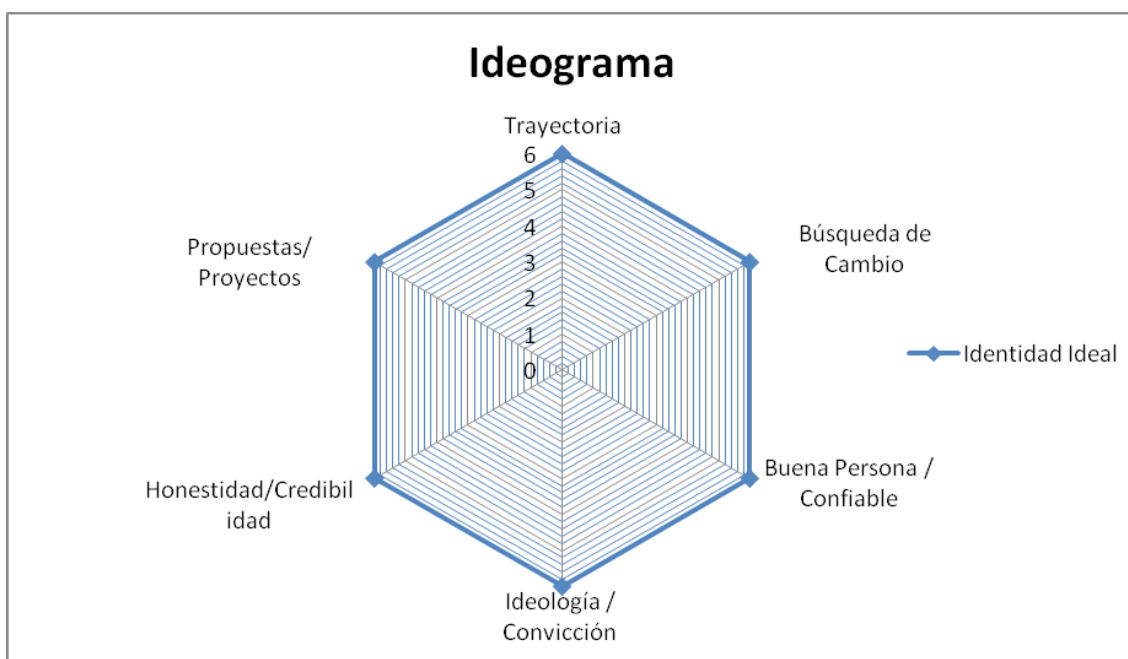 Ideograma
Trayectoria
6
5
4
3
2
1
0
Búsqueda de
Cambio
Buena Persona /
Confiable
Ideología /
Convicción
Honestidad/Credibil
idad
Propuestas/
Proyectos
Identidad Ideal